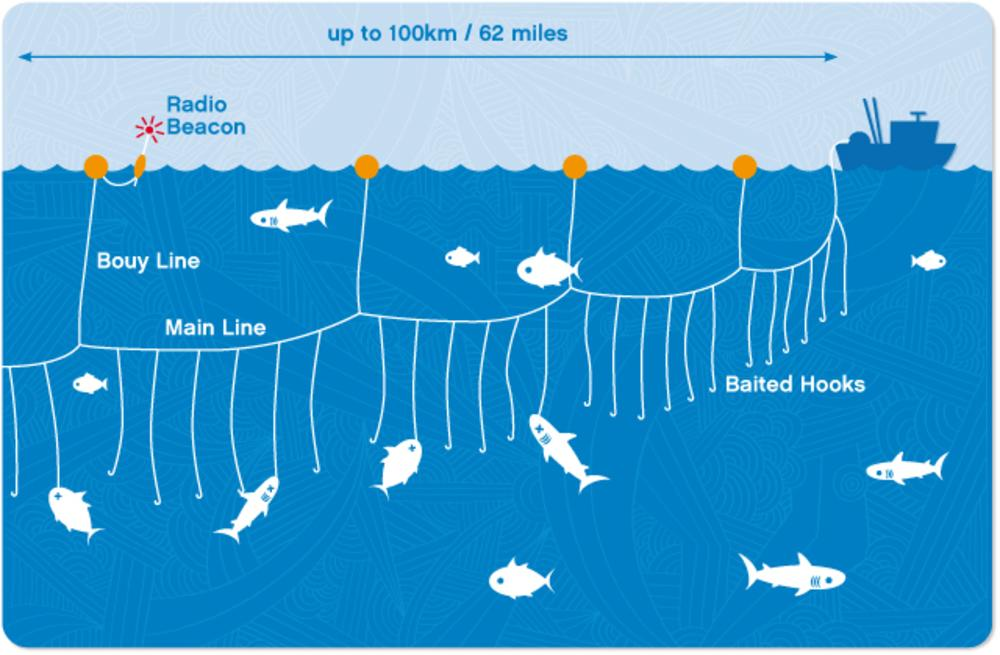 up to 100km / 62 miles
Radio
Beacon
Bouy Line
Main Line
Baited Hooks